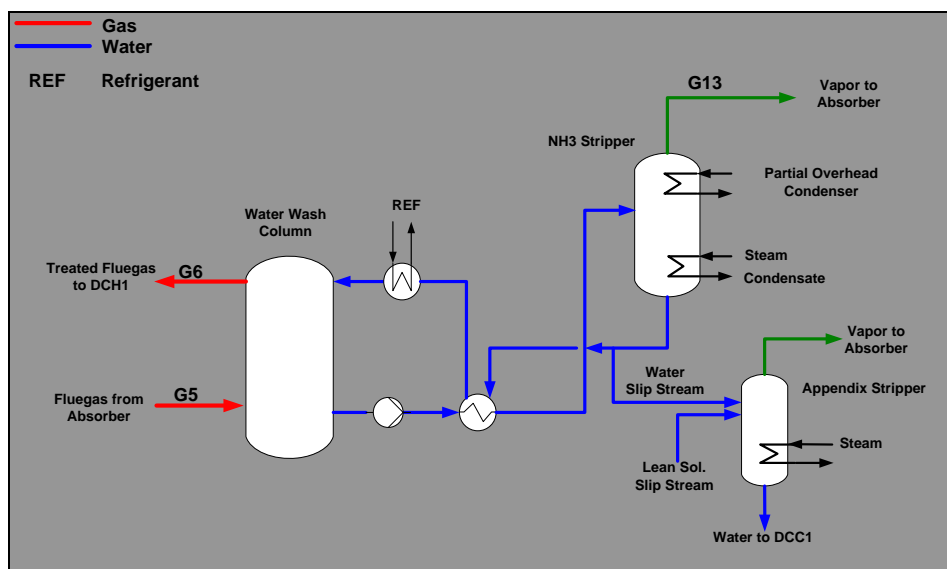 Gas
Water
REF Refrigerant
G13
Vapor to
Absorber
NH3 Stripper
Partial Overhead
Condenser
REF
Water Wash
Column
Steam
Condensate
Treated Fluegas
to DCH1
G6
Vapor to
Absorber
Water
Slip Stream
Appendix Stripper
Fluegas from
Absorber
G5
Steam
Lean Sol.
Slip Stream
Water to DCC1